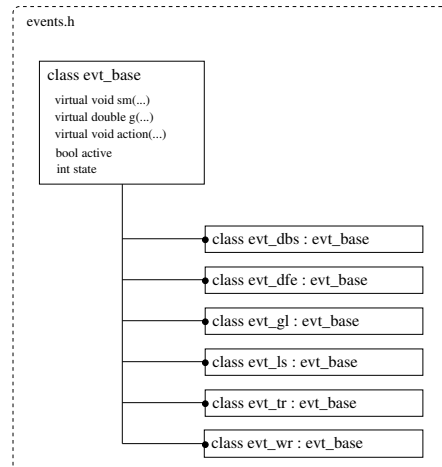 events.h
class evt_base
virtual void sm(...)
virtual double g(...)
virtual void action(...)
bool active
int state
class evt_dbs : evt_base
class evt_dfe : evt_base
class evt_gl : evt_base
class evt_ls : evt_base
class evt_tr : evt_base
class evt_wr : evt_base